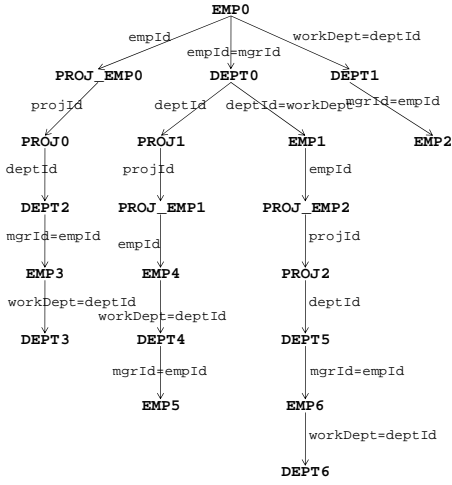 EMP0
empId
empId=mgrId
workDept=deptId
PROJ_EMP0
DEPT0
DEPT1
projId
deptId
deptId=workDept
mgrId=empId
PROJ0
PROJ1
EMP1
EMP2
deptId
projId
empId
DEPT2
PROJ_EMP1
PROJ_EMP2
mgrId=empId
empId
projId
EMP3
EMP4
PROJ2
workDept=deptId
workDept=deptId
deptId
DEPT3
DEPT4
DEPT5
mgrId=empId
mgrId=empId
EMP5
EMP6
workDept=deptId
DEPT6